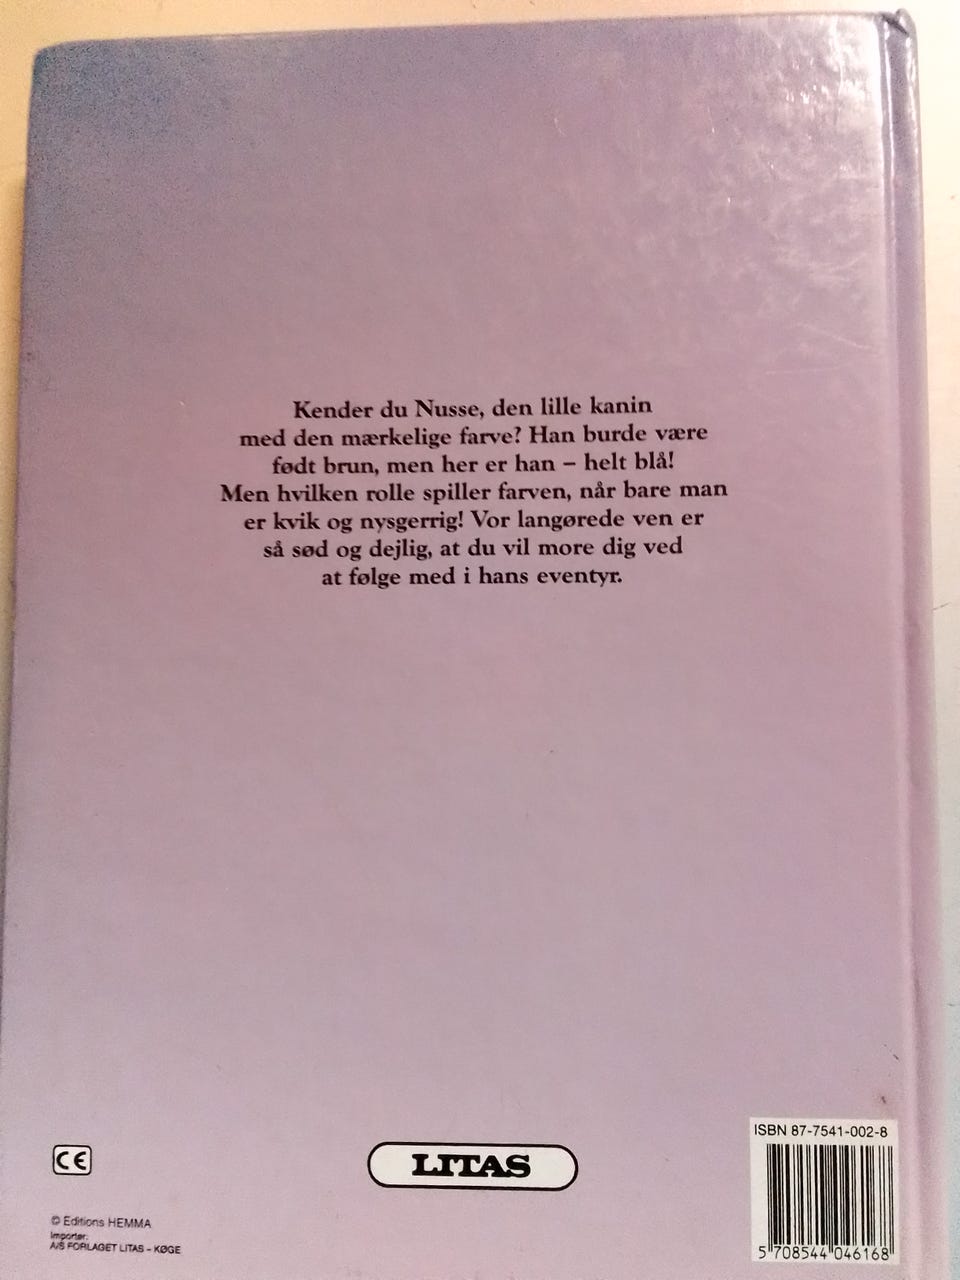 Kender du Nusse, den lille kanin
med den mærkelige farve? Han burde være
født brun, men her er han – helt blå!
Men hvilken rolle spiller farven, når bare man
er kvik og nysgerrig! Vor langørede ven er
så sød og dejlig, at du vil more dig ved
at følge med i hans eventyr.
CE
LITAS
© Editions HEMMA
Importør:
A/S FORLAGET LITAS – KØGE
ISBN 87-7541-002-8
5 708544 046168